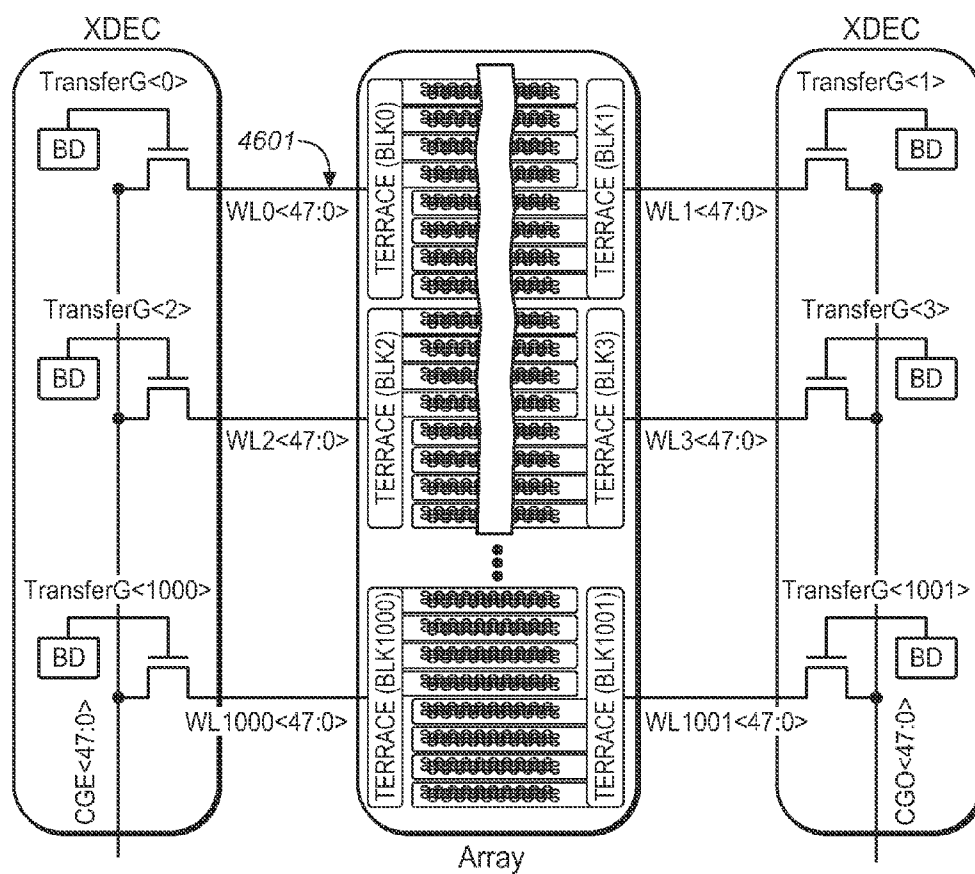 XDEC
XDEC
TransferG<0>
TransferG<1>
BD
4601
BD
WL0<47:0>
TERRACE (BLK0)
TERRACE (BLK1)
WL1<47:0>
TransferG<2>
TransferG<3>
BD
BD
WL2<47:0>
TERRACE (BLK2)
TERRACE (BLK3)
WL3<47:0>
TransferG<1000>
TransferG<1001>
BD
BD
WL1000<47:0>
TERRACE (BLK1000)
TERRACE (BLK1001)
WL1001<47:0>
CGE<47:0>
CGO<47:0>
Array